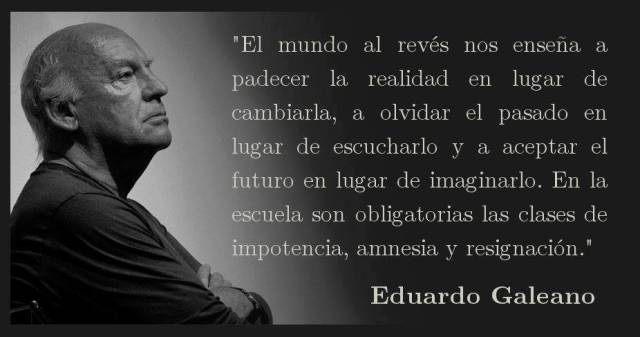 "El mundo al revés nos enseña a
padecer la realidad en lugar de
cambiarla, a olvidar el pasado en
lugar de escucharlo y a aceptar el
futuro en lugar de imaginarlo. En la
escuela son obligatorias las clases de
impotencia, amnesia y resignación."
Eduardo Galeano